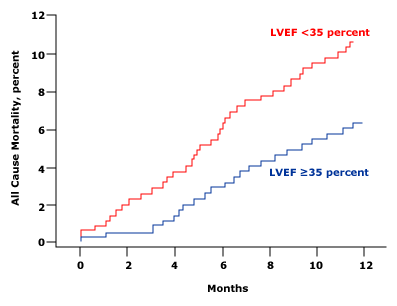 12
LVEF <35 percent
10
8
All Cause Mortality, percent
6
LVEF ≥35 percent
4
2
0
0 2 4 6 8 10 12
Months